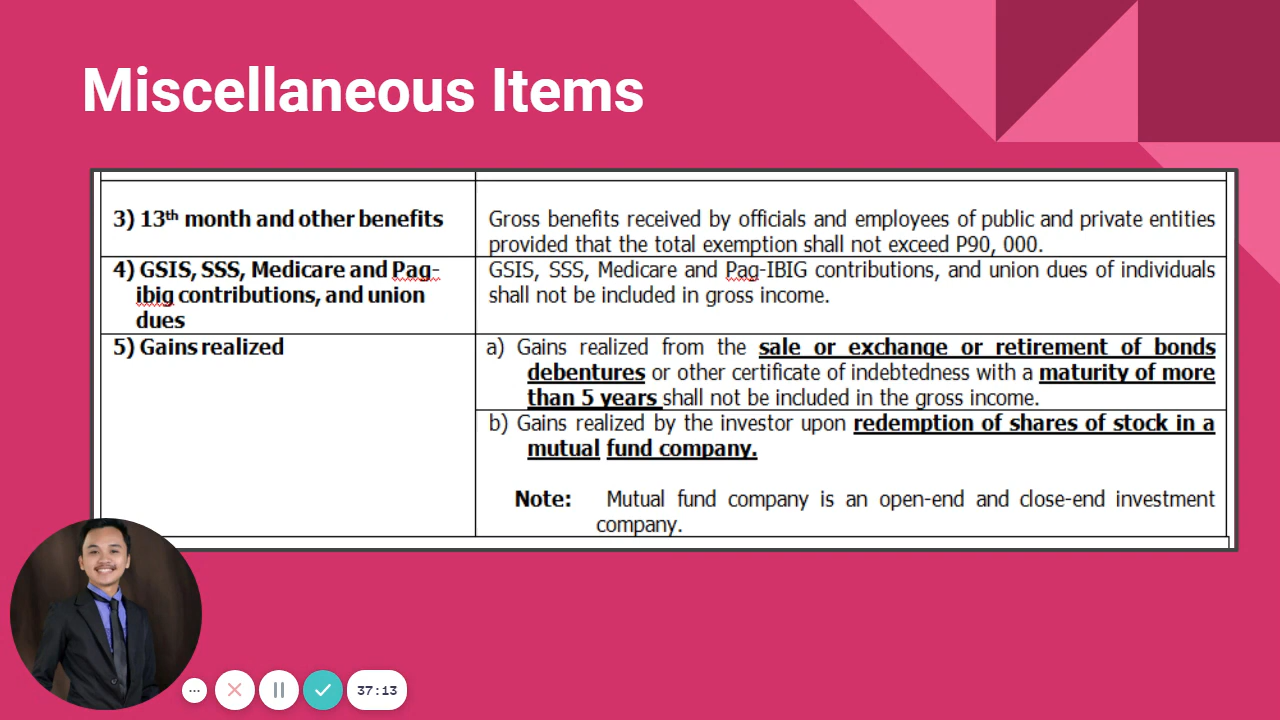 Miscellaneous Items
3) 13th month and other benefits
Gross benefits received by officials and employees of public and private entities
provided that the total exemption shall not exceed P90, 000.
4) GSIS, SSS, Medicare and Pag-
ibig contributions, and union
dues
GSIS, SSS, Medicare and Pag-IBIG contributions, and union dues of individuals
shall not be included in gross income.
5) Gains realized
a) Gains realized from the sale or exchange or retirement of bonds
debentures or other certificate of indebtedness with a maturity of more
than 5 years shall not be included in the gross income.
b) Gains realized by the investor upon redemption of shares of stock in a
mutual fund company.
Note: Mutual fund company is an open-end and close-end investment
company.
37:13